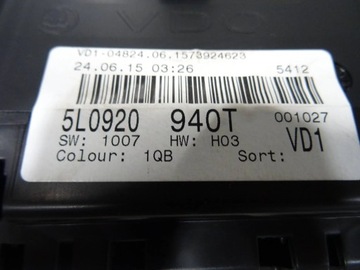 VD1-04824.06.1573924623
24.06.15 03:26 5412
5L0920 940T 001027
SW: 1007 HW: H03 VD1
Colour: 1QB Sort: